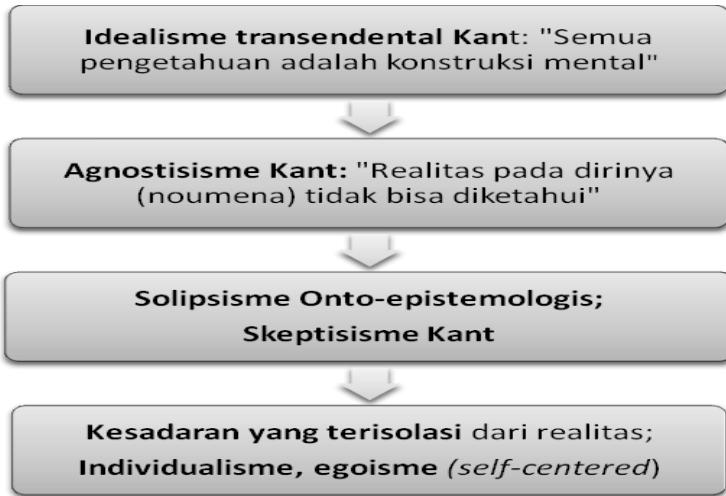 Idealisme transendental Kant: "Semua
pengetahuan adalah konstruksi mental"
Agnostisisme Kant: "Realitas pada dirinya
(noumena) tidak bisa diketahui"
Solipsisme Onto-epistemologis;
Skeptisisme Kant
Kesadaran yang terisolasi dari realitas;
Individualisme, egoisme (self-centered)